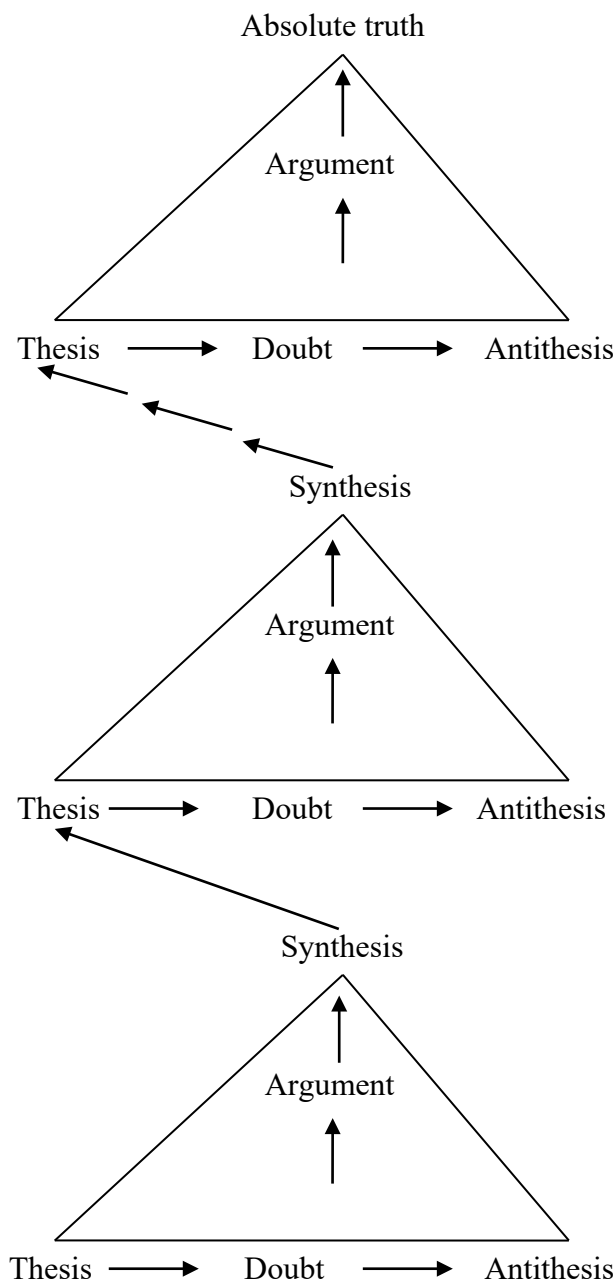 Absolute truth
Argument
Thesis Doubt Antithesis
Synthesis
Argument
Thesis Doubt Antithesis
Synthesis
Argument
Thesis Doubt Antithesis